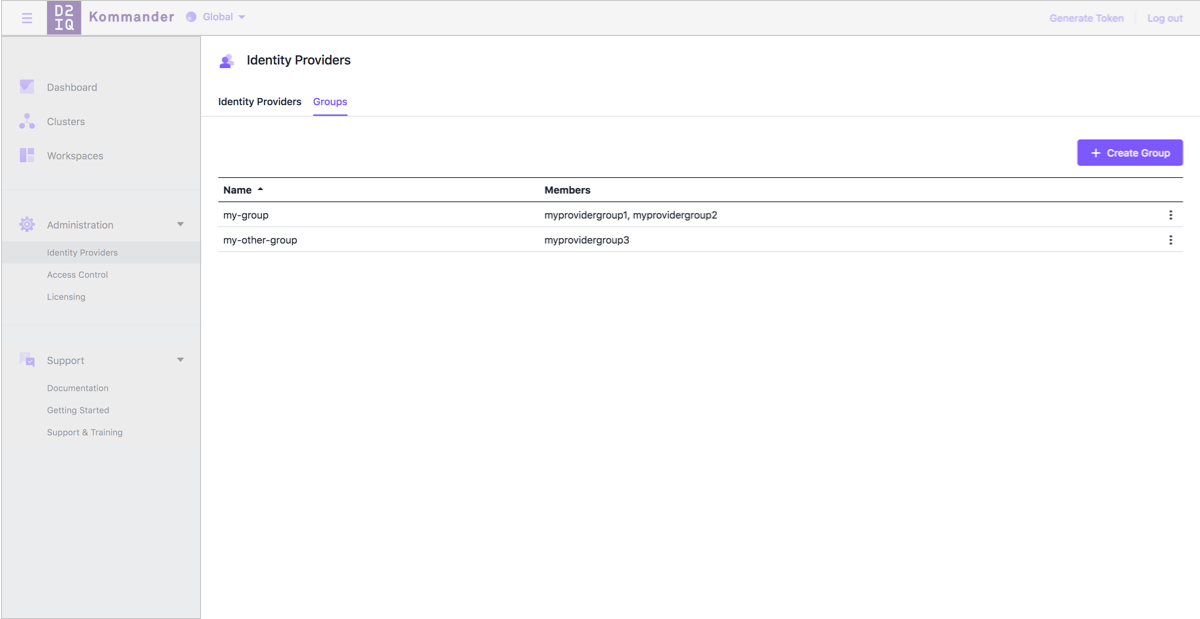 D2
IQ
Kommander
Global
Generate Token
Log out
Dashboard
Clusters
Workspaces
Administration
Identity Providers
Access Control
Licensing
Support
Documentation
Getting Started
Support & Training
Identity Providers
Identity Providers Groups
+ Create Group
Name Members
my-group myprovidergroup1, myprovidergroup2
my-other-group myprovidergroup3